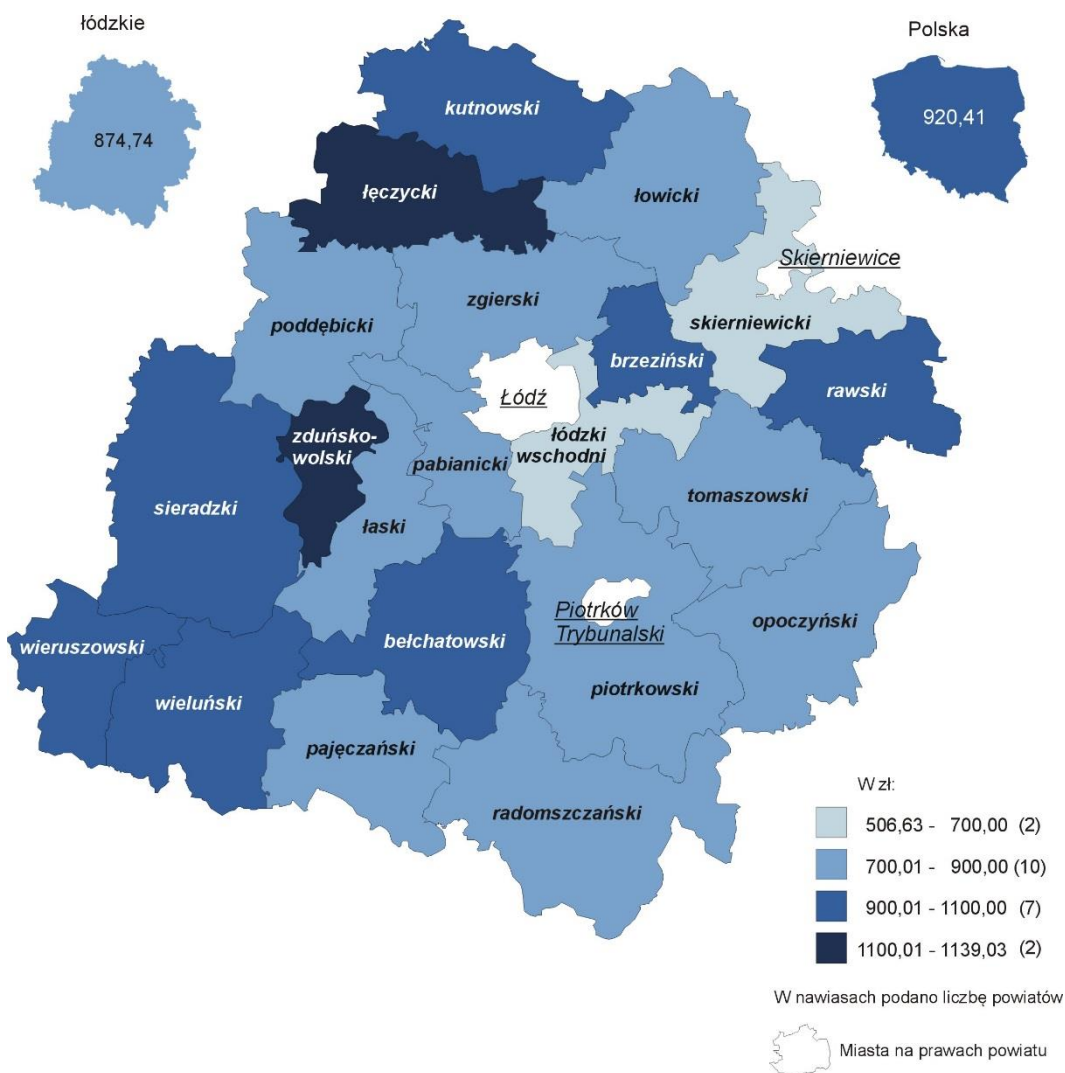 łódzkie
874,74
Polska
920,41
kutnowski
łęczycki
łowicki
Skierniewice
zgierski
skierniewicki
poddębicki
brzeziński
rawski
Łódź
zduńsko-
wolski
łódzki
wschodni
pabianicki
tomaszowski
sieradzki
łaski
Piotrków
Trybunalski
opoczyński
wieruszowski
bełchatowski
wieluński
piotrkowski
pajęczański
radomszczański
W zł:
506,63 - 700,00 (2)
700,01 - 900,00 (10)
900,01 - 1100,00 (7)
1100,01 - 1139,03 (2)
W nawiasach podano liczbę powiatów
Miasta na prawach powiatu